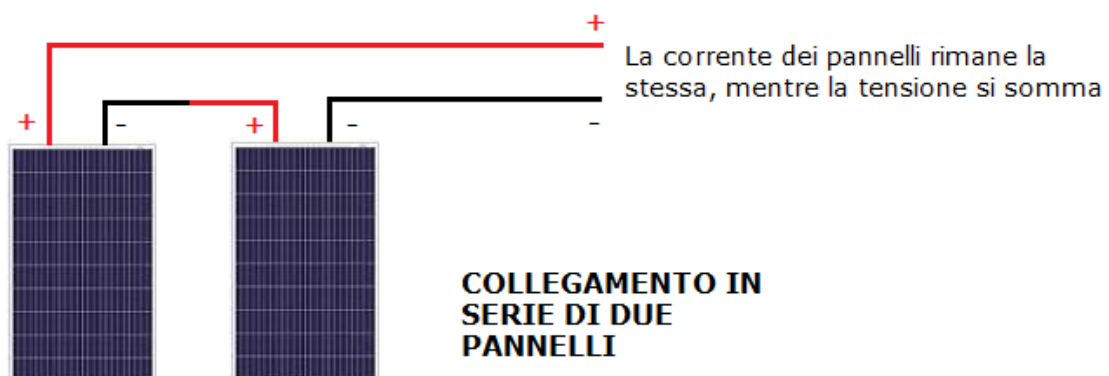 +
La corrente dei pannelli rimane la
stessa, mentre la tensione si somma
+ - + - -
COLLEGAMENTO IN
SERIE DI DUE
PANNELLI